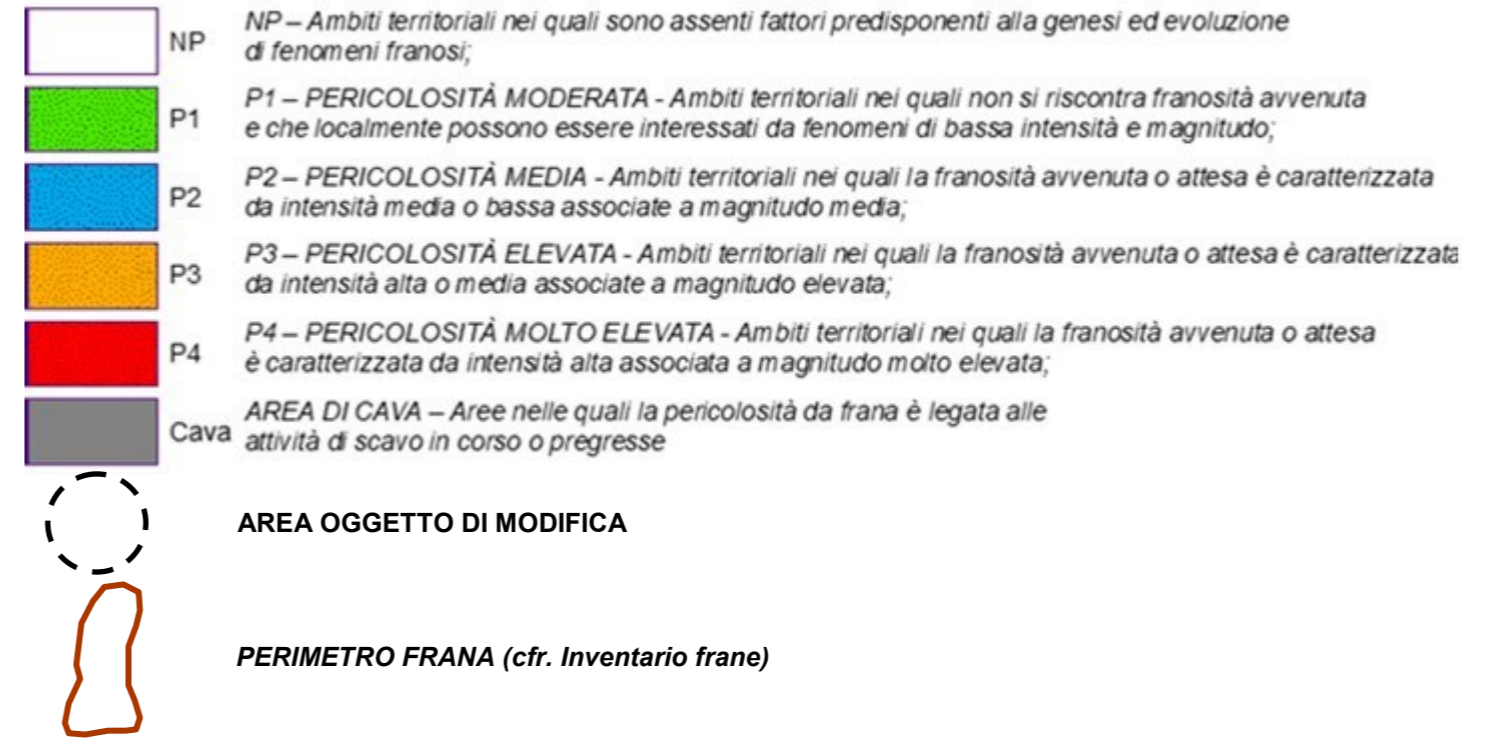 NP
NP – Ambiti territoriali nei quali sono assenti fattori predisponenti alla genesi ed evoluzione
di fenomeni franosi;
P1
P1 – PERICOLOSITÀ MODERATA - Ambiti territoriali nei quali non si riscontra franosità avvenuta
e che localmente possono essere interessati da fenomeni di bassa intensità e magnitudo;
P2
P2 – PERICOLOSITÀ MEDIA - Ambiti territoriali nei quali la franosità avvenuta o attesa è caratterizzata
da intensità media o bassa associate a magnitudo media;
P3
P3 – PERICOLOSITÀ ELEVATA - Ambiti territoriali nei quali la franosità avvenuta o attesa è caratterizzata
da intensità alta o media associate a magnitudo elevata;
P4
P4 – PERICOLOSITÀ MOLTO ELEVATA - Ambiti territoriali nei quali la franosità avvenuta o attesa
è caratterizzata da intensità alta associata a magnitudo molto elevata;
Cava
AREA DI CAVA – Aree nelle quali la pericolosità da frana è legata alle
attività di scavo in corso o pregresse
AREA OGGETTO DI MODIFICA
PERIMETRO FRANA (cfr. Inventario frane)